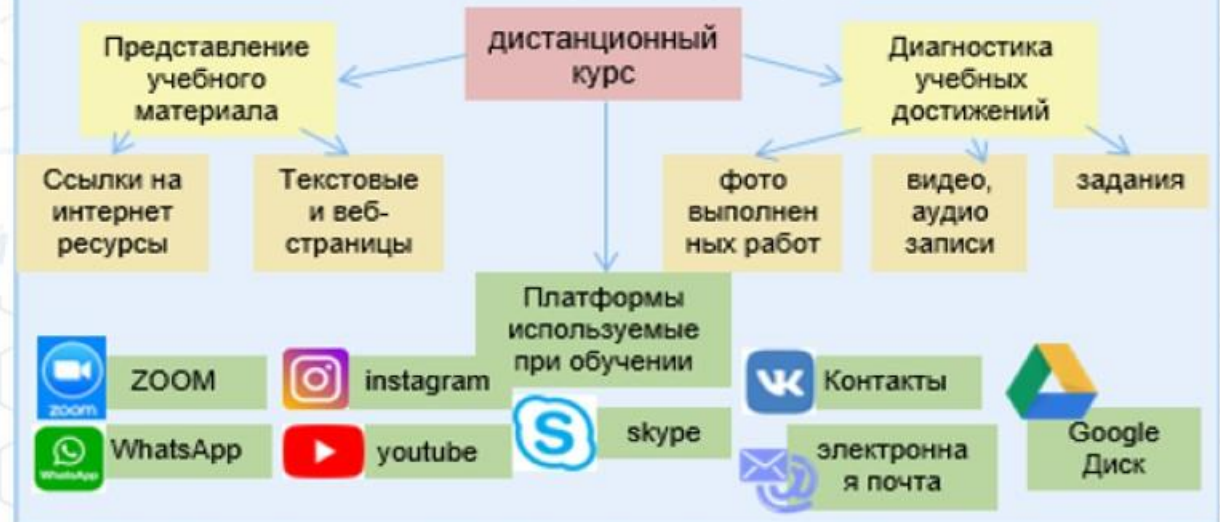 дистанционный
курс
Представление
учебного
материала
Диагностика
учебных
достижений
Ссылки на
интернет
ресурсы
Текстовые
и веб-
страницы
фото
выполнен
ных работ
видео,
аудио
записи
задания
Платформы
используемые
при обучении
zoom
ZOOM
instagram
Контакты
WhatsApp
WhatsApp
youtube
S
skype
электронна
я почта
Google
Диск